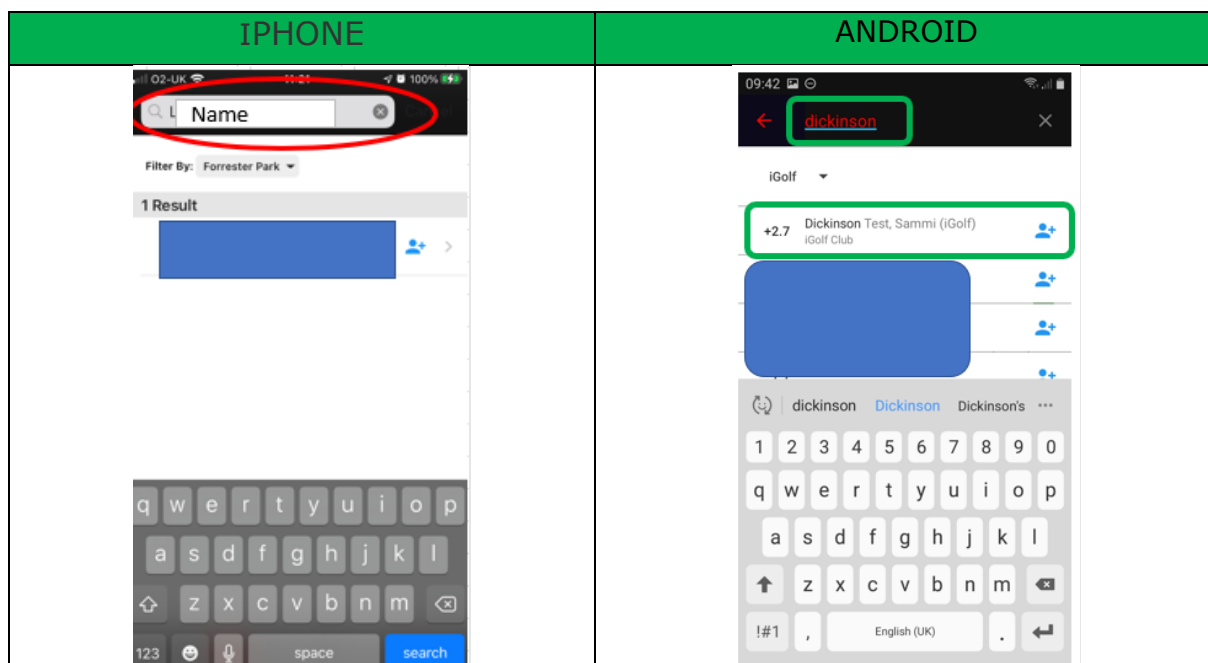 IPHONE
O2-UK 11:21 100%
L Name
Filter By: Forrester Park
1 Result
q w e r t y u i o p
a s d f g h j k l
z x c v b n m
123 space search
ANDROID
09:42
dickinson
iGolf
+2.7 Dickinson Test, Sammi (iGolf)
iGolf Club
dickinson Dickinson Dickinson's ...
1 2 3 4 5 6 7 8 9 0
q w e r t y u i o p
a s d f g h j k l
z x c v b n m
!#1 , English (UK) .